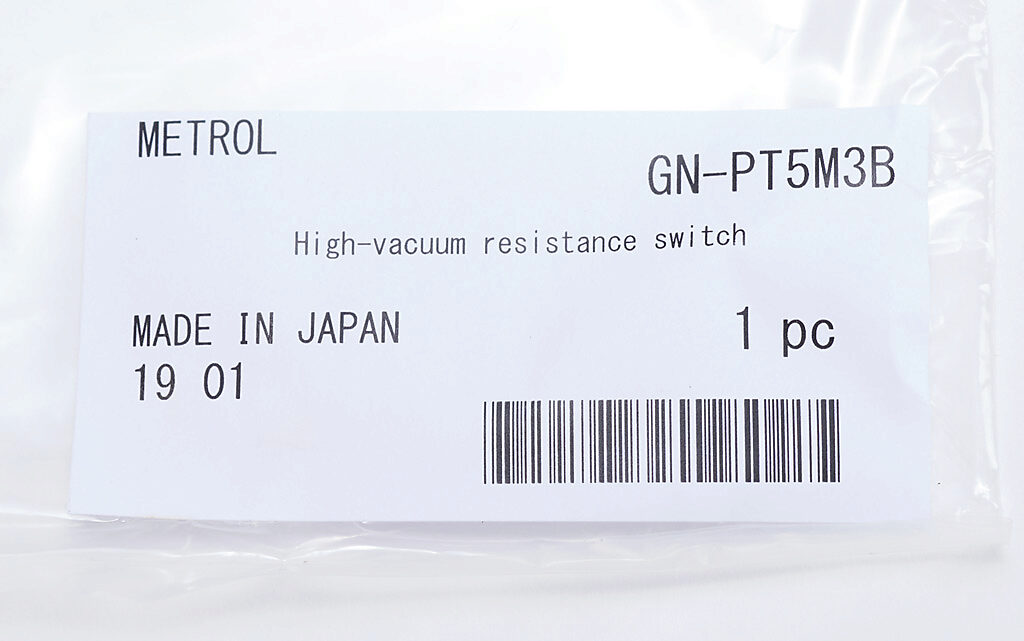 METROL
GN-PT5M3B
High-vacuum resistance switch
MADE IN JAPAN
1 pc
19 01